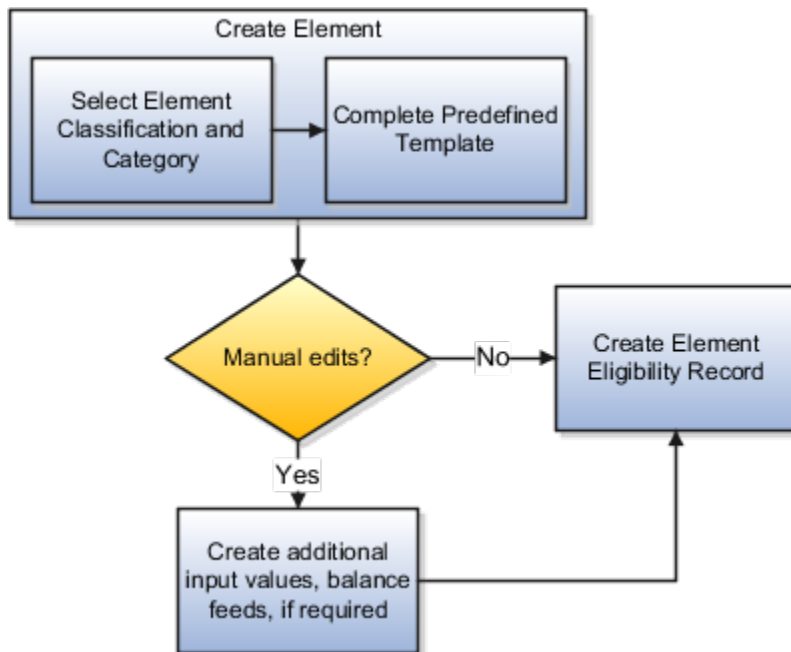 Create Element
Select Element
Classification and
Category
Complete Predefined
Template
Manual edits?
No
Create Element
Eligibility Record
Yes
Create additional
input values, balance
feeds, if required